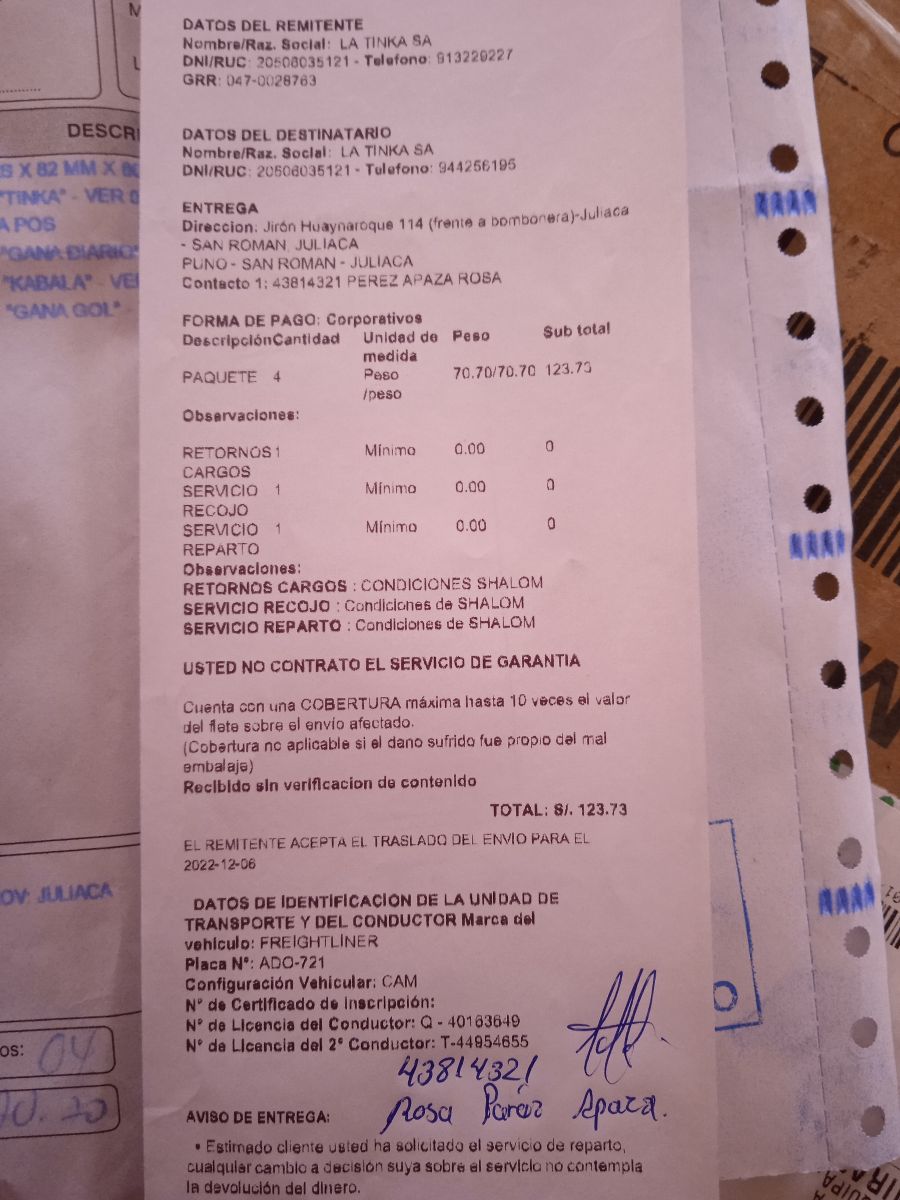 DATOS DEL REMITENTE
Nombre/Raz. Social: LA TINKA SA
DNI/RUC: 20506035121 - Telefono: 913229227
GRR: 047-0028763
DATOS DEL DESTINATARIO
Nombre/Raz. Social: LA TINKA SA
DNI/RUC: 20506035121 - Telefono: 944256195
ENTREGA
Direccion: Jirón Huaynaroque 114 (frente a bombonera)-Juliaca
- SAN ROMAN, JULIACA
PUNO - SAN ROMAN - JULIACA
Contacto 1: 43814321 PEREZ APAZA ROSA
FORMA DE PAGO: Corporativos
DescripciónCantidad Unidad de medida Peso Sub total
PAQUETE 4 Peso /peso 70.70/70.70 123.73
Observaciones:
RETORNOS 1 Mínimo 0.00 0
CARGOS
SERVICIO 1 Mínimo 0.00 0
RECOJO
SERVICIO 1 Mínimo 0.00 0
REPARTO
Observaciones:
RETORNOS CARGOS : CONDICIONES SHALOM
SERVICIO RECOJO : Condiciones de SHALOM
SERVICIO REPARTO : Condiciones de SHALOM
USTED NO CONTRATO EL SERVICIO DE GARANTIA
Cuenta con una COBERTURA máxima hasta 10 veces el valor
del flete sobre el envío afectado.
(Cobertura no aplicable si el dano sufrido fue propio del mal
embalaje)
Recibido sin verificacion de contenido
TOTAL: S/. 123.73
EL REMITENTE ACEPTA EL TRASLADO DEL ENVIO PARA EL
2022-12-06
DATOS DE IDENTIFICACION DE LA UNIDAD DE
TRANSPORTE Y DEL CONDUCTOR Marca del
vehiculo: FREIGHTLINER
Placa Nº: ADO-721
Configuración Vehicular: CAM
Nº de Certificado de Inscripción:
Nº de Licencia del Conductor: Q - 40163649
Nº de Licencia del 2º Conductor: T-44954655
43814321
Rosa Paréz Apaza.
AVISO DE ENTREGA:
• Estimado cliente usted ha solicitado el servicio de reparto,
cualquier cambio a decisión suya sobre el servicio no contempla
la devolución del dinero.
DESCRI
X 82 MM X
"TINKA" - VER
A POS
"GANA DIARIO"
"KABALA" - VE
"GANA GOL" -
OV: JULIACA
os: 04